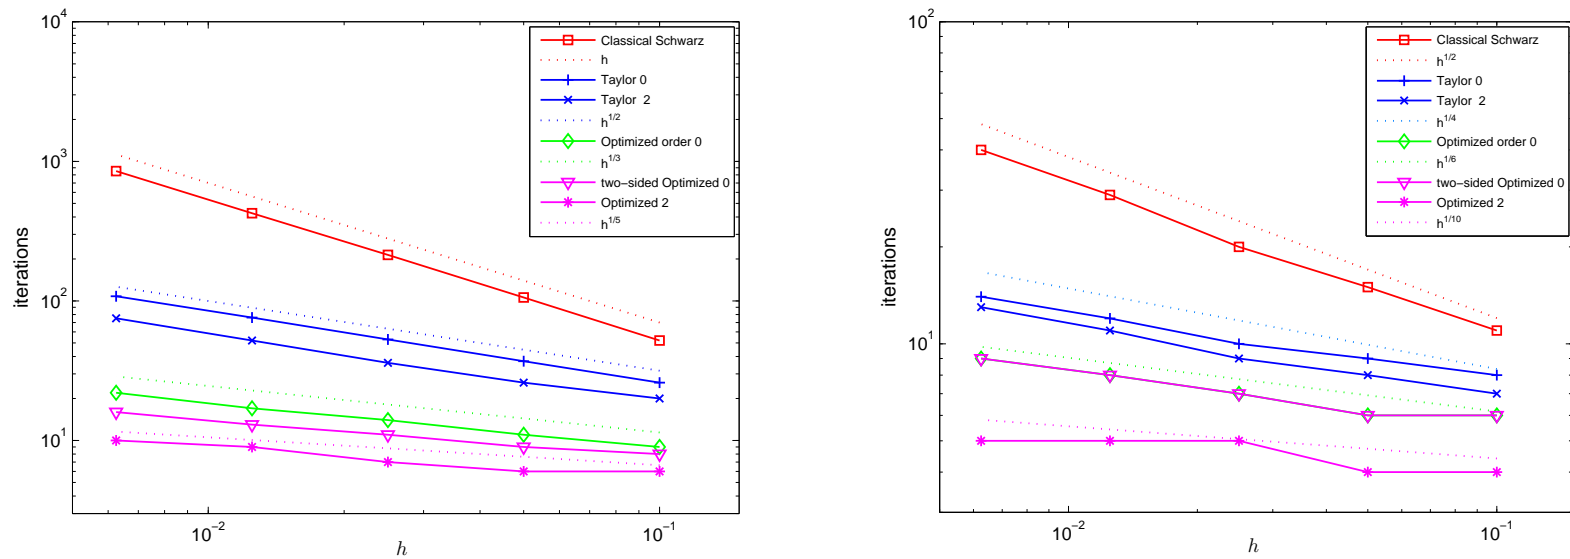 10^4
10^3
10^2
10^1
iterations
10^−2
10^−1
h
Classical Schwarz
h
Taylor 0
Taylor  2
h^1/2
Optimized order 0
h^1/3
two−sided Optimized 0
Optimized 2
h^1/5
10^2
10^1
iterations
10^−2
10^−1
h
Classical Schwarz
h^1/2
Taylor 0
Taylor  2
h^1/4
Optimized order 0
h^1/6
two−sided Optimized 0
Optimized 2
h^1/10